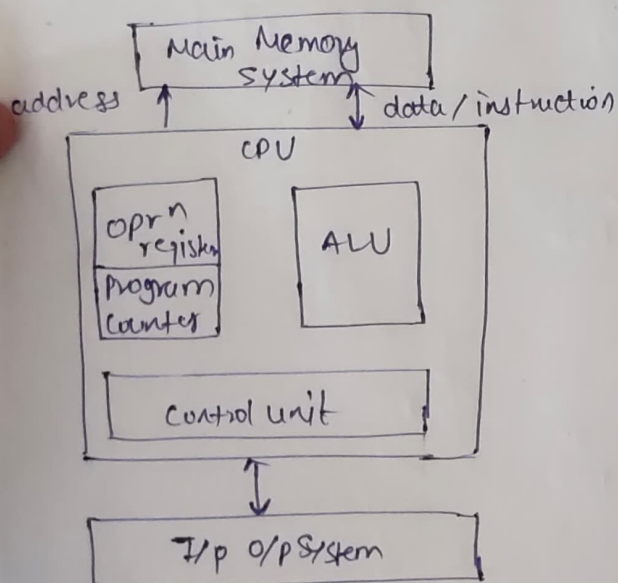 Main Memory
System
address
data/instruction
CPU
oprn
register
Program
Counter
ALU
Control unit
I/p O/p System